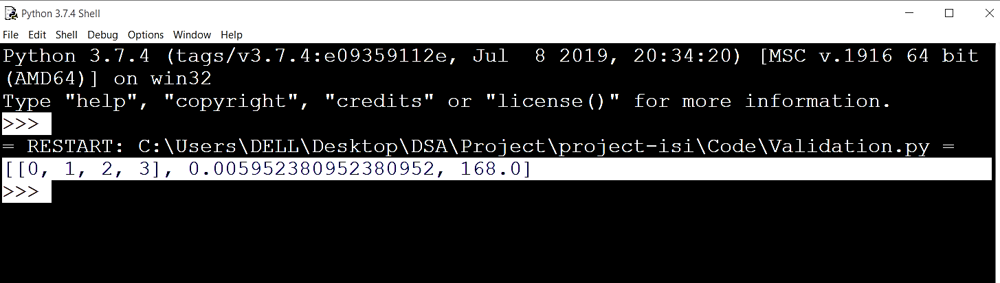 Python 3.7.4 Shell
File Edit Shell Debug Options Window Help
Python 3.7.4 (tags/v3.7.4:e09359112e, Jul  8 2019, 20:34:20) [MSC v.1916 64 bit
(AMD64)] on win32
Type "help", "copyright", "credits" or "license()" for more information.
>>>
= RESTART: C:\Users\DELL\Desktop\DSA\Project\project-isi\Code\Validation.py =
[[0, 1, 2, 3], 0.005952380952380952, 168.0]
>>>